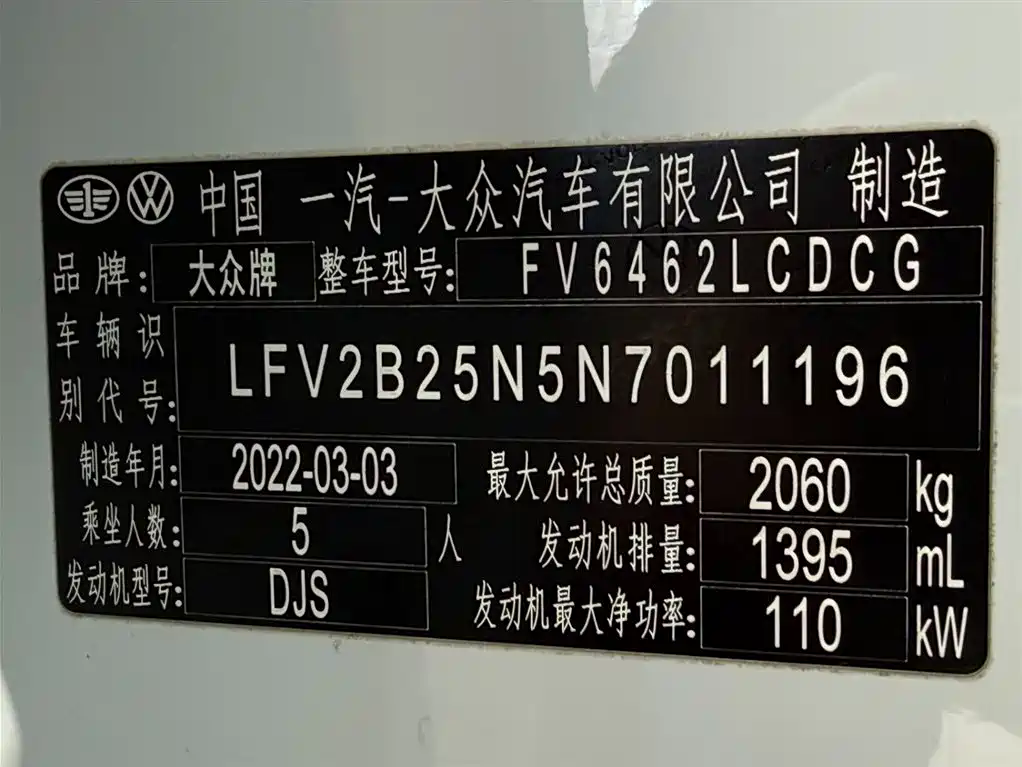 中国 一汽-大众汽车有限公司 制造
品牌: 大众牌 整车型号: FV6462LCDCG
车辆识别代号: LFV2B25N5N7011196
制造年月: 2022-03-03 最大允许总质量: 2060 kg
乘坐人数: 5 人 发动机排量: 1395 mL
发动机型号: DJS 发动机最大净功率: 110 kW